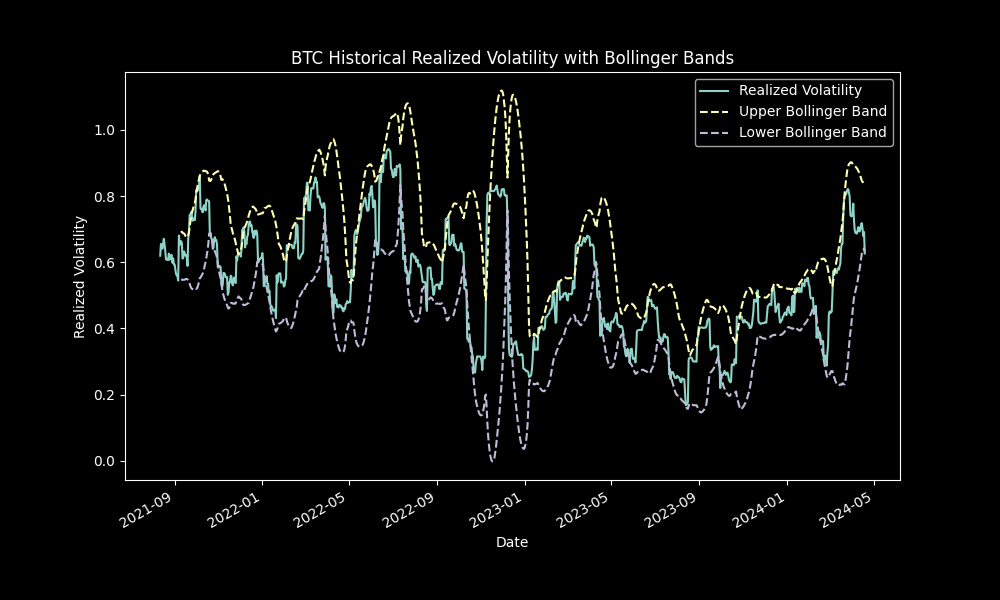 BTC Historical Realized Volatility with Bollinger Bands
Realized Volatility
Upper Bollinger Band
Lower Bollinger Band
Realized Volatility
1.0
0.8
0.6
0.4
0.2
0.0
2021-09
2022-01
2022-05
2022-09
2023-01
2023-05
2023-09
2024-01
2024-05
Date